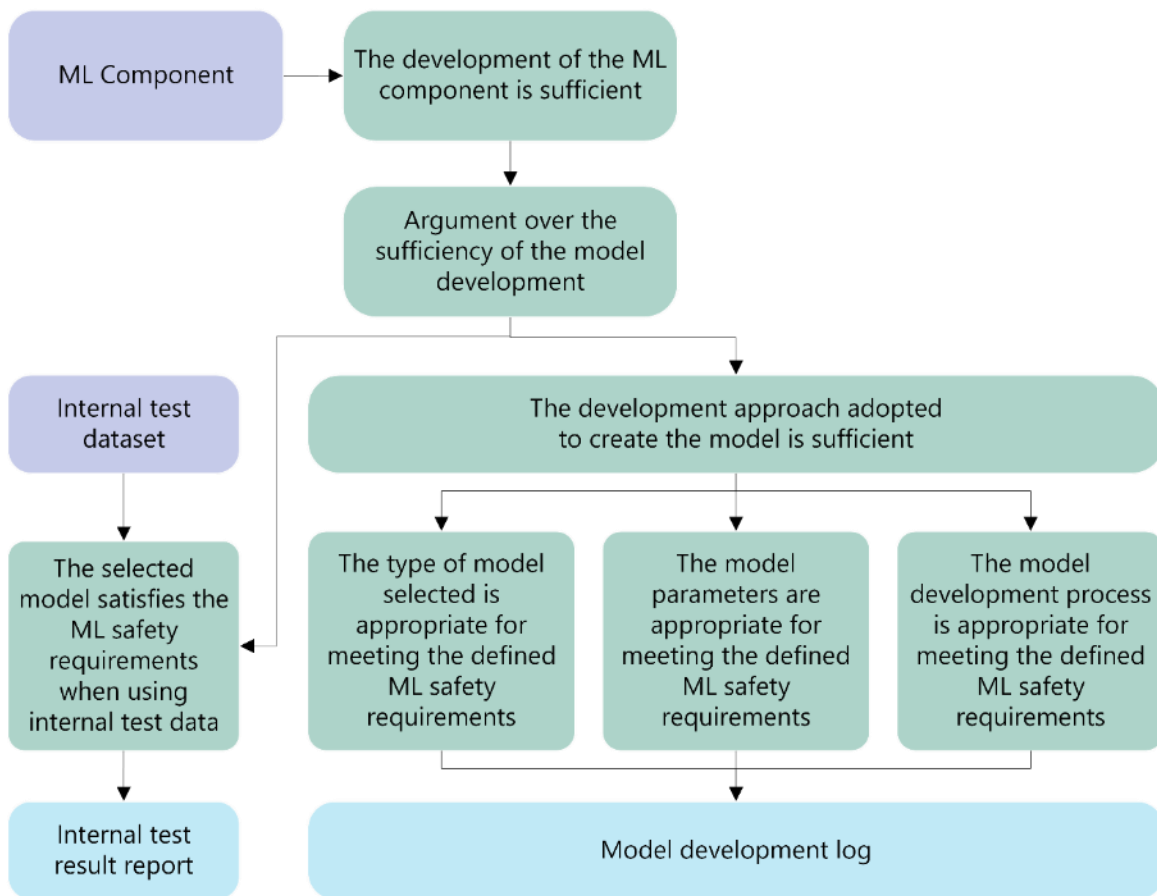 ML Component
The development of the ML
component is sufficient
Argument over the
sufficiency of the model
development
Internal test
dataset
The development approach adopted
to create the model is sufficient
The selected
model satisfies the
ML safety
requirements
when using
internal test data
The type of model
selected is
appropriate for
meeting the defined
ML safety
requirements
The model
parameters are
appropriate for
meeting the defined
ML safety
requirements
The model
development process
is appropriate for
meeting the defined
ML safety
requirements
Internal test
result report
Model development log